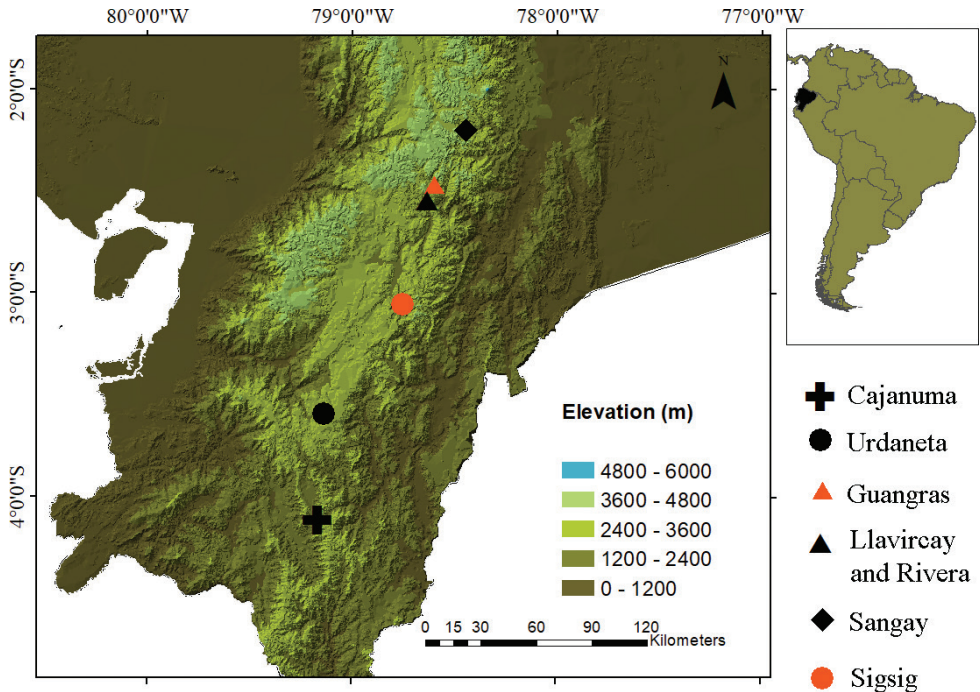 80°0'0"W 79°0'0"W 78°0'0"W 77°0'0"W
2°0'0"S
3°0'0"S
4°0'0"S
N
Elevation (m)
4800 - 6000
3600 - 4800
2400 - 3600
1200 - 2400
0 - 1200
0 15 30 60 90 120
Kilometers
Cajanuma
Urdaneta
Guangras
Llavircay
and Rivera
Sangay
Sigsig